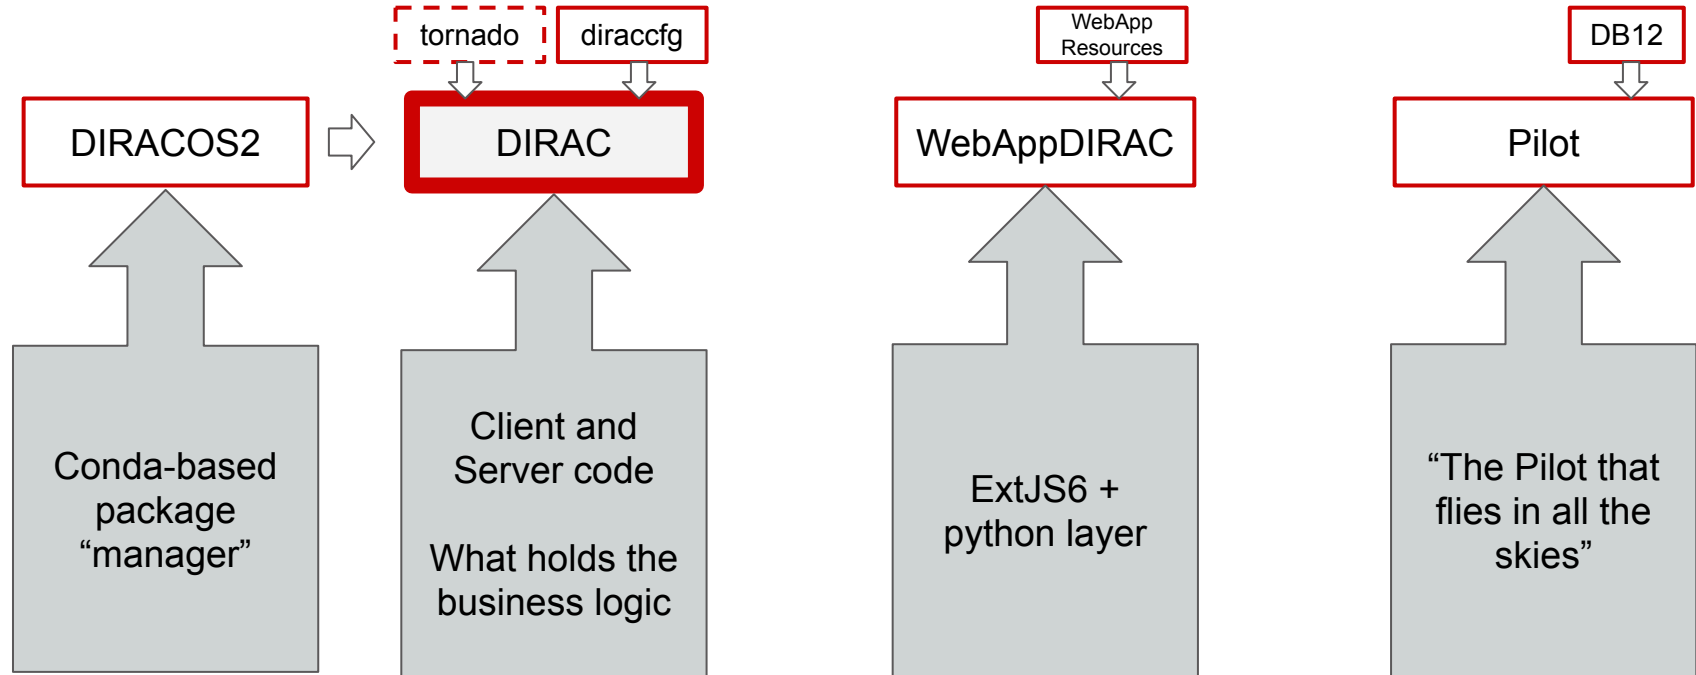 tornado
diraccfg
WebApp
Resources
DB12
DIRACOS2
DIRAC
WebAppDIRAC
Pilot
Conda-based
package
“manager”
Client and
Server code
What holds the
business logic
ExtJS6 +
python layer
“The Pilot that
flies in all the
skies”